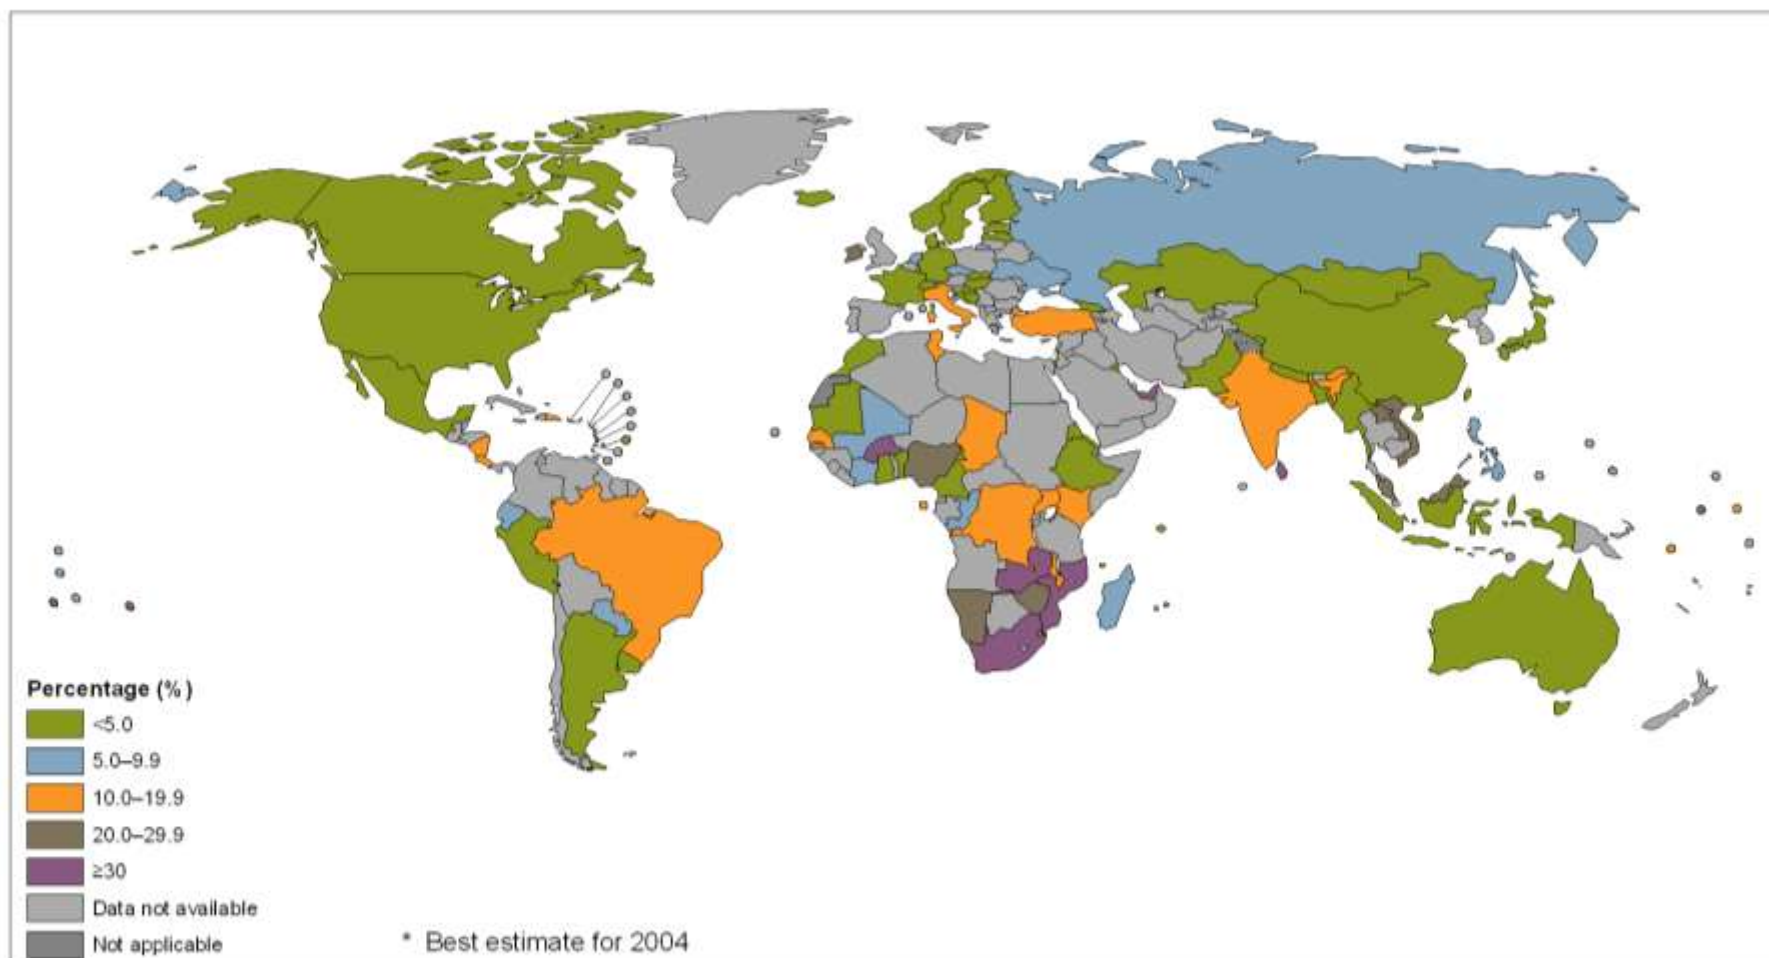 Percentage (%)
<5.0
5.0–9.9
10.0–19.9
20.0–29.9
≥30
Data not available
Not applicable
* Best estimate for 2004